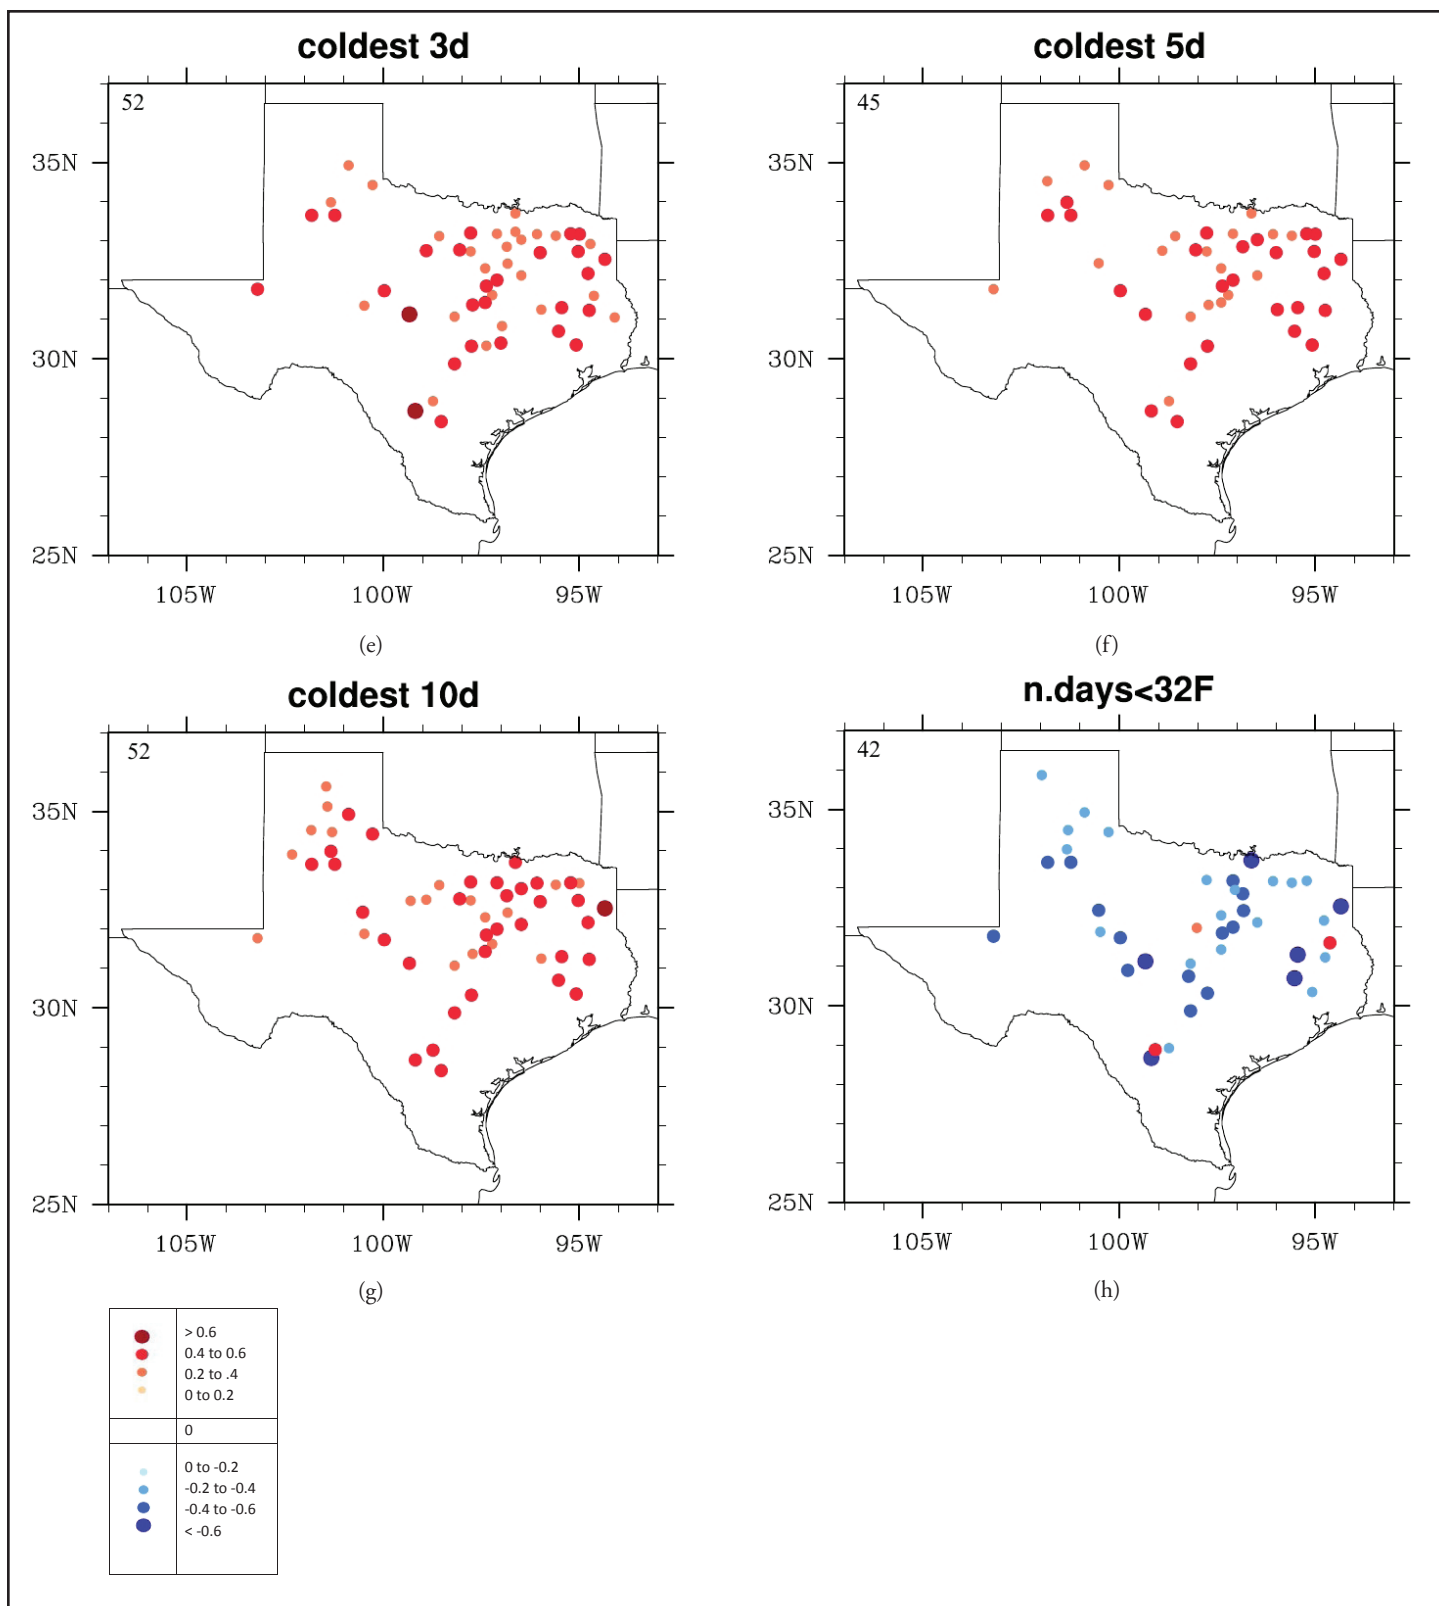 coldest 3d
coldest 5d
52
45
35N
35N
30N
30N
25N
25N
105W 100W 95W
105W 100W 95W
(e)
(f)
coldest 10d
n.days<32F
52
42
35N
35N
30N
30N
25N
25N
105W 100W 95W
105W 100W 95W
(g)
(h)
> 0.6
0.4 to 0.6
0.2 to .4
0 to 0.2
0
0 to -0.2
-0.2 to -0.4
-0.4 to -0.6
< -0.6